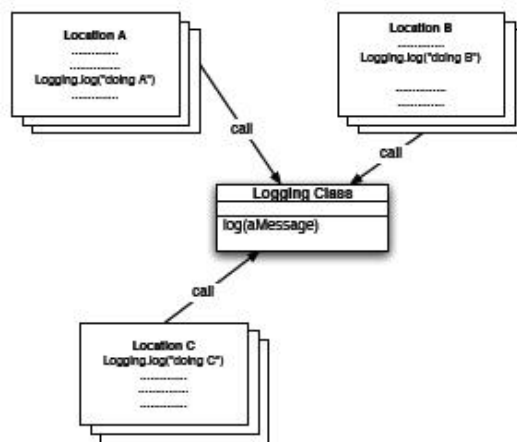 Location A
..............
...............
Logging.log("doing A")
..............
Location B
..............
Logging.log("doing B")
...............
..............
call
call
Logging Class
log(aMessage)
call
Location C
Logging.log("doing C")
..............
...............
..............